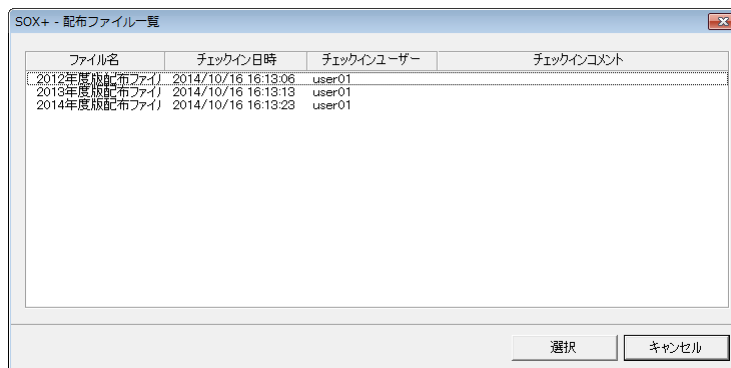 SOX+ - 配布ファイル一覧
ファイル名 チェックイン日時 チェックインユーザー チェックインコメント
2012年度版配布ファイ 2014/10/16 16:13:06 user01
2013年度版配布ファイ 2014/10/16 16:13:13 user01
2014年度版配布ファイ 2014/10/16 16:13:23 user01
選択 キャンセル